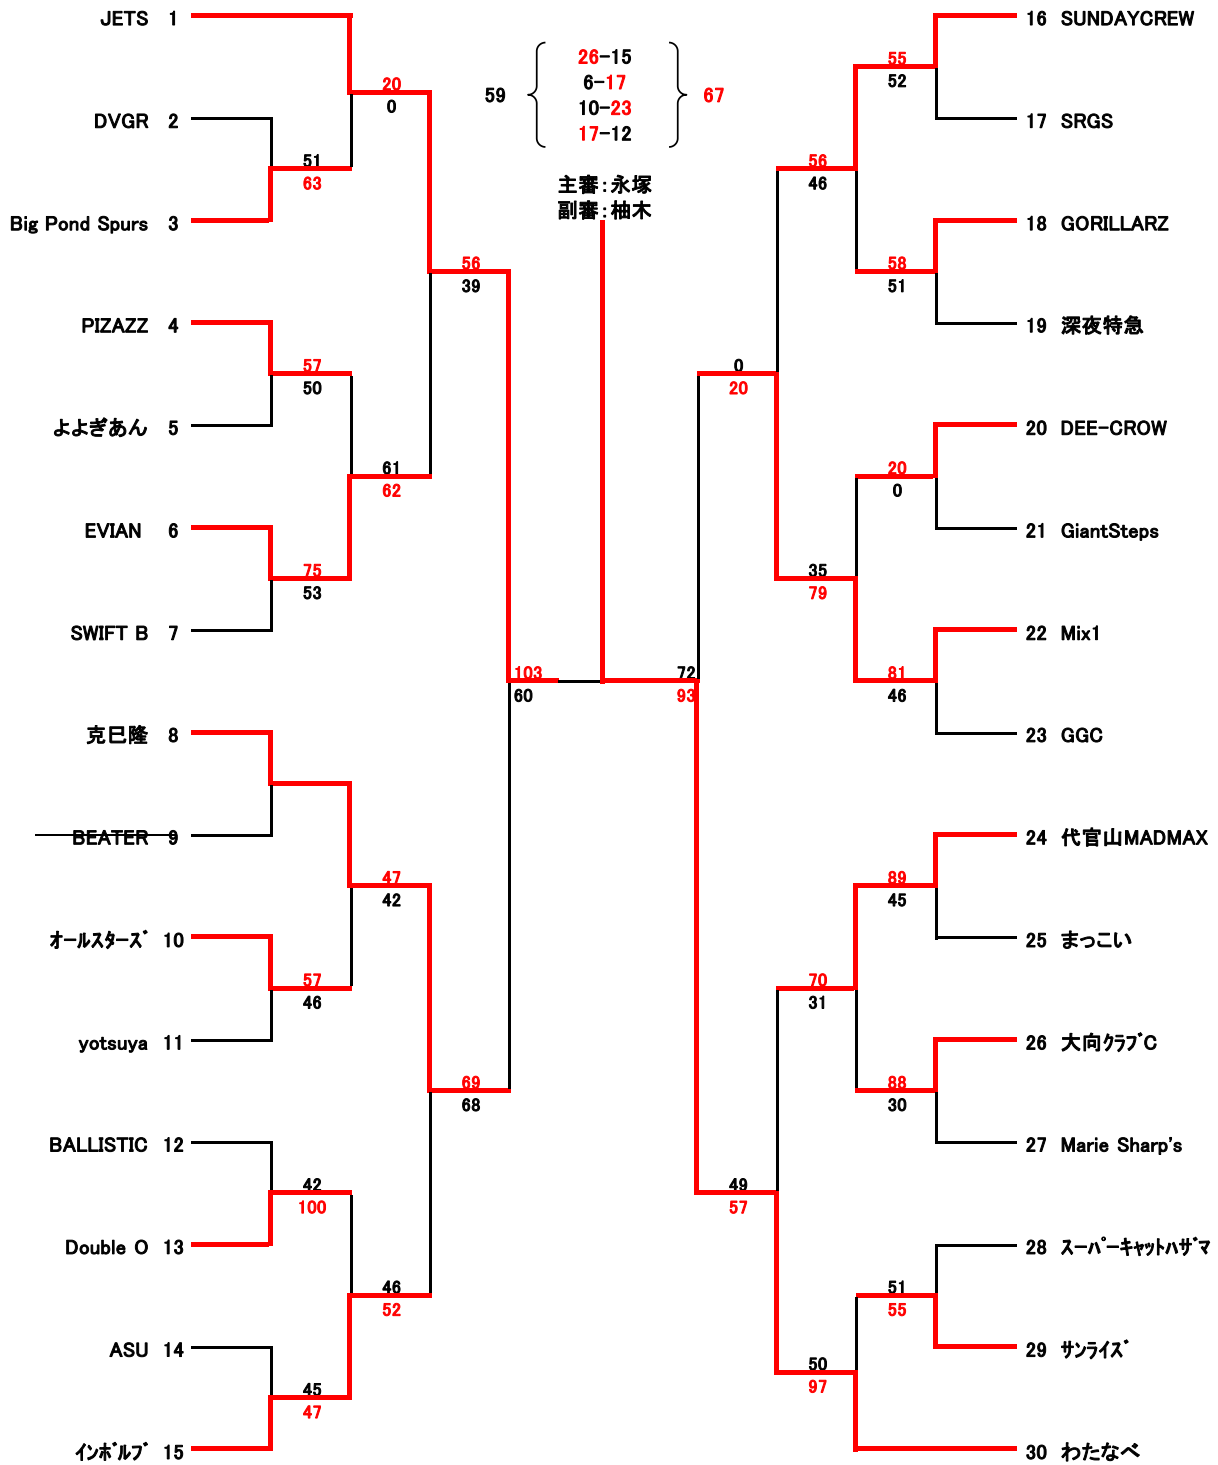 JETS 1
DVGR 2
51
63
Big Pond Spurs 3
20
0
PIZAZZ 4
57
50
よよぎあん 5
61
62
EVIAN 6
75
53
SWIFT B 7
56
39
克巳隆 8
BEATER 9
47
42
オールスターズ 10
57
46
yotsuya 11
69
68
BALLISTIC 12
42
100
Double O 13
46
52
ASU 14
45
47
インボルブ 15
103
60
59
26-15
6-17
10-23
17-12
67
主審：永塚
副審：柚木
72
93
16 SUNDAYCREW
55
52
17 SRGS
56
46
18 GORILLARZ
58
51
19 深夜特急
0
20
20 DEE-CROW
20
0
21 GiantSteps
35
79
22 Mix1
81
46
23 GGC
24 代官山MADMAX
89
45
25 まっこい
70
31
26 大向クラブC
88
30
27 Marie Sharp's
49
57
28 スーパーキャットハザマ
51
55
29 サンライズ
50
97
30 わたなべ